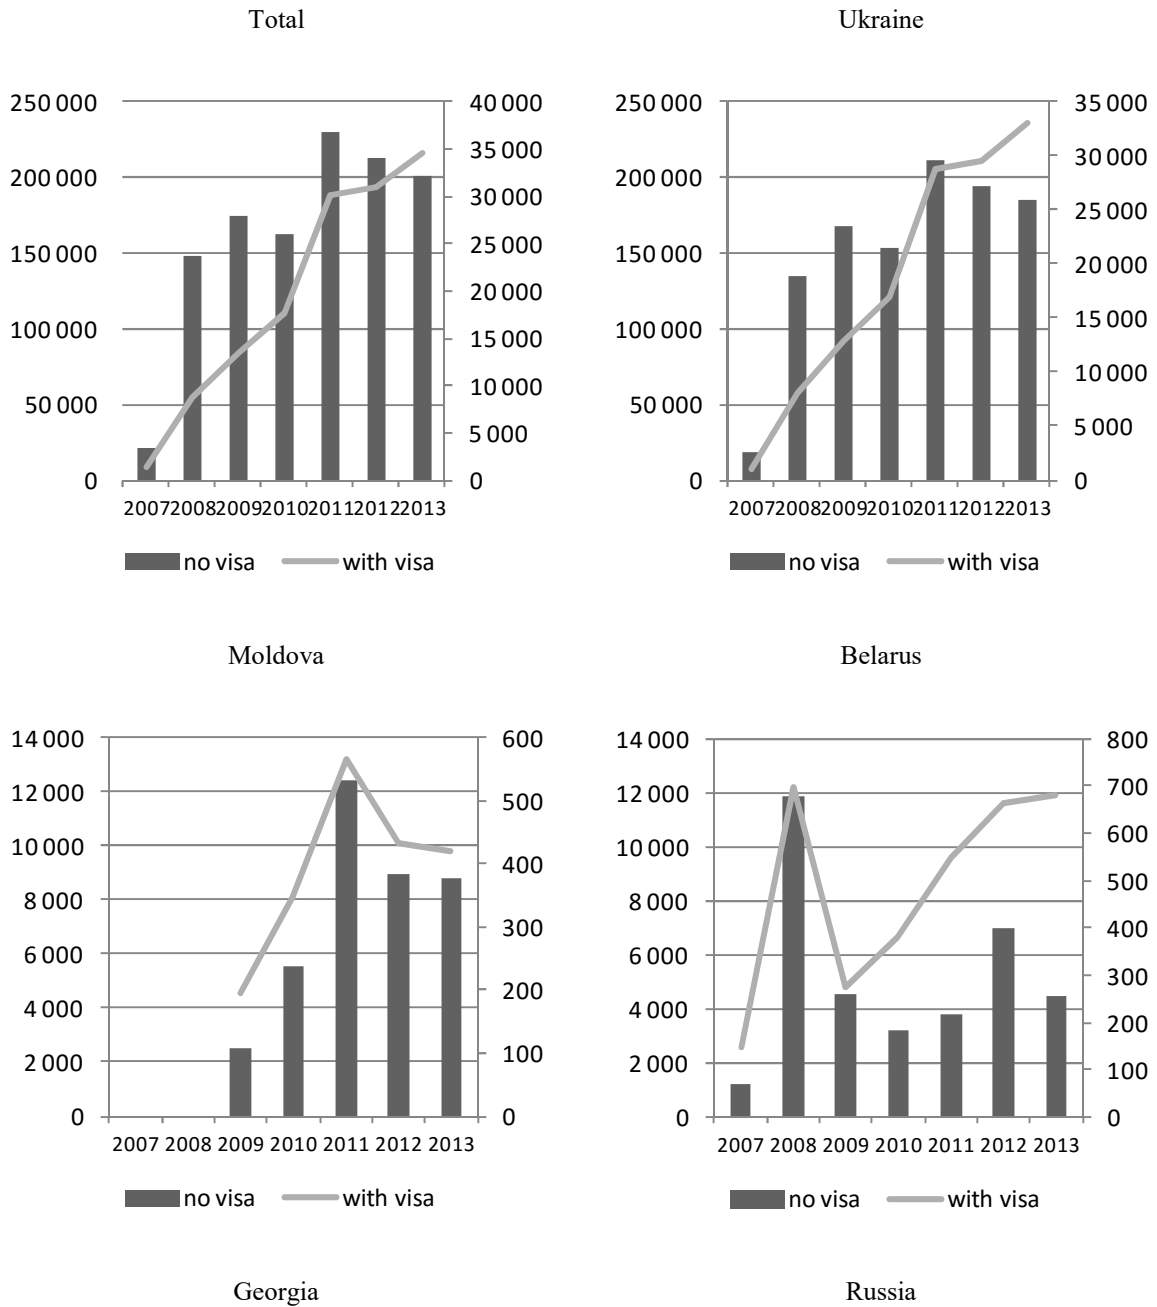 Total Ukraine
250 000 40 000 250 000 35 000
35 000
30 000
200 000 200 000
30 000
25 000
150 000 25 000 150 000
20 000
20 000
100 000 100 000
15 000
15 000
10 000
10 000
50 000 50 000
5 000 5 000
0 0 0 0
2007 2008 2009 2010 2011 2012 2013 2007 2008 2009 2010 2011 2012 2013
no visa with visa no visa with visa
Moldova Belarus
14 000 600 14 000 800
12 000 500 12 000 700
10 000 10 000 600
400 500
8 000 8 000
300 400
6 000 6 000
300
200
4 000 4 000
200
2 000 100 2 000 100
0 0 0 0
2007 2008 2009 2010 2011 2012 2013 2007 2008 2009 2010 2011 2012 2013
no visa with visa no visa with visa
Georgia Russia